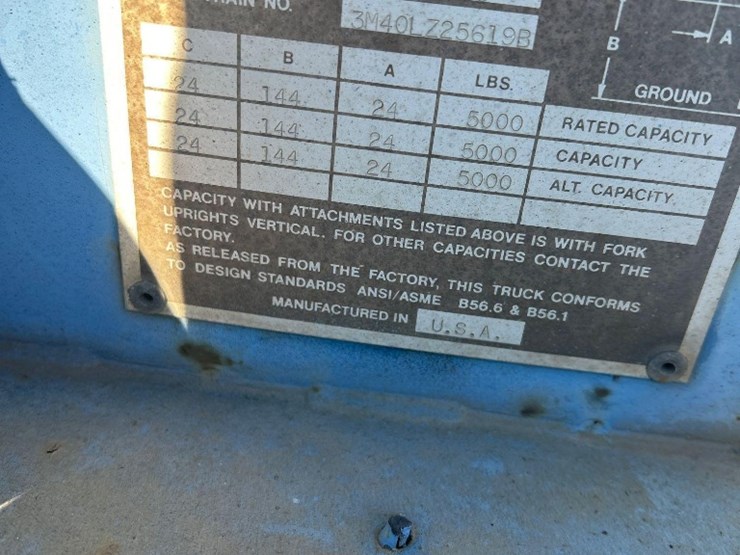 NO.
3M40LZ25619B
B
A
GROUND
C B A LBS.
24 144 24 5000 RATED CAPACITY
24 144 24 5000 CAPACITY
24 144 24 5000 ALT. CAPACITY
CAPACITY WITH ATTACHMENTS LISTED ABOVE IS WITH FORK
UPRIGHTS VERTICAL. FOR OTHER CAPACITIES CONTACT THE
FACTORY.
AS RELEASED FROM THE FACTORY, THIS TRUCK CONFORMS
TO DESIGN STANDARDS ANSI/ASME B56.6 & B56.1
MANUFACTURED IN U.S.A.